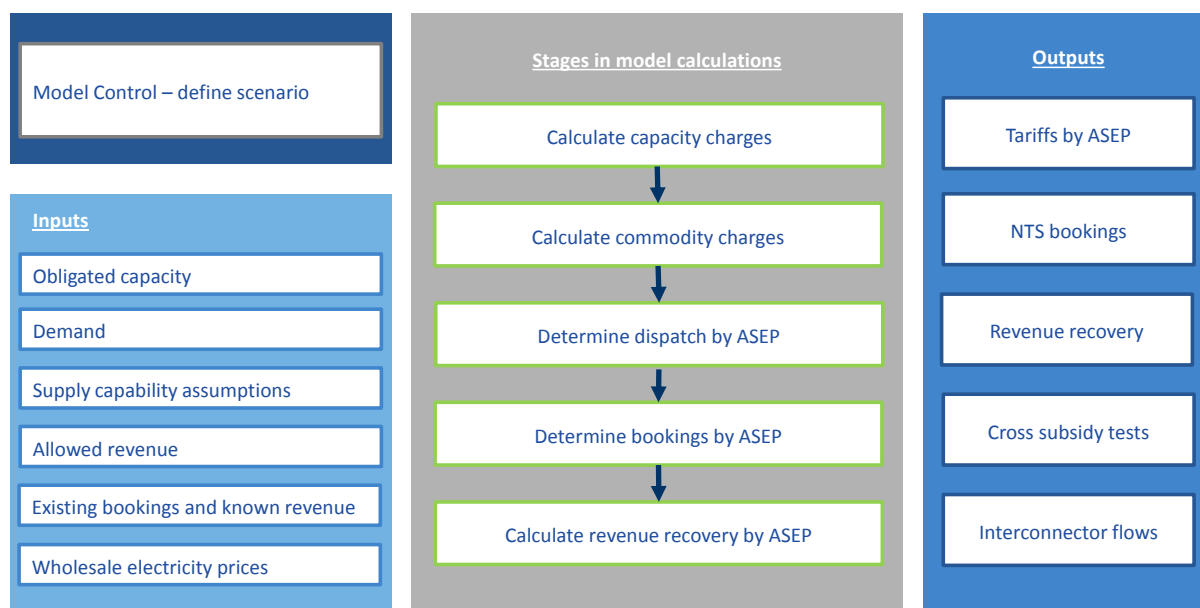 Model Control – define scenario
Inputs
Obligated capacity
Demand
Supply capability assumptions
Allowed revenue
Existing bookings and known revenue
Wholesale electricity prices
Stages in model calculations
Calculate capacity charges
Calculate commodity charges
Determine dispatch by ASEP
Determine bookings by ASEP
Calculate revenue recovery by ASEP
Outputs
Tariffs by ASEP
NTS bookings
Revenue recovery
Cross subsidy tests
Interconnector flows